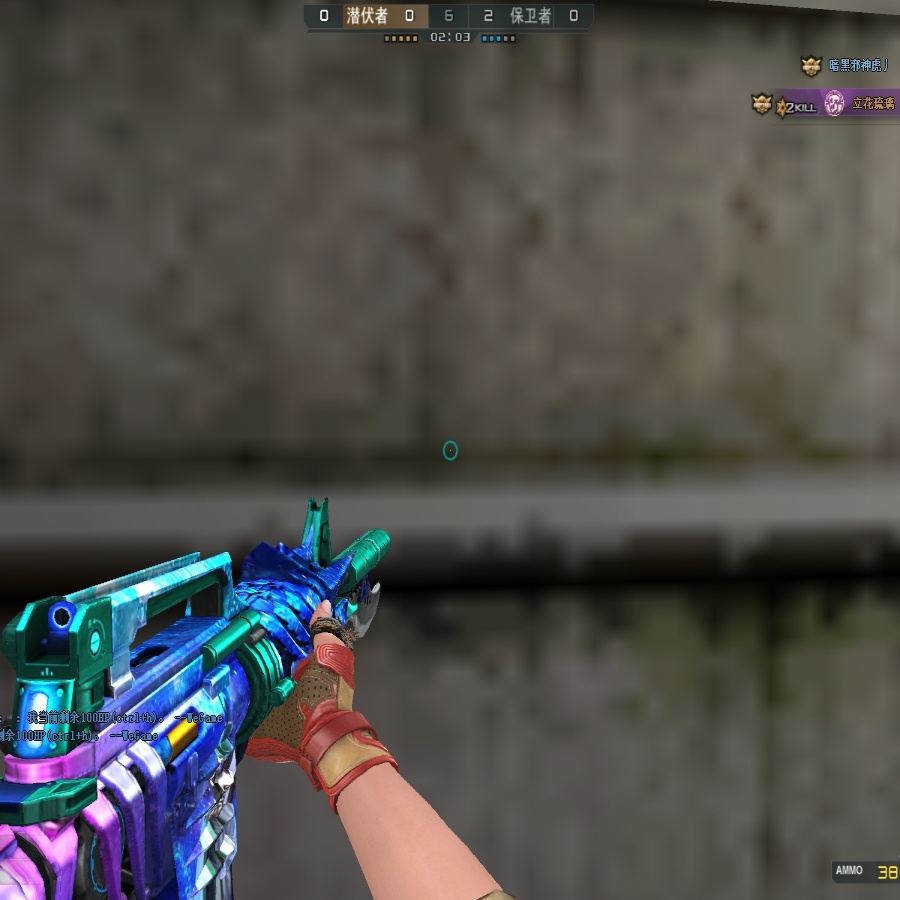 0 潜伏者 0 6 2 保卫者 0
02:03
暗黑邪神虎丿
2KILL 立花琉璃
: : 我当前剩余100HP(ctrl+h)。 --WeGame
剩余100HP(ctrl+h)。 --WeGame
AMMO 38